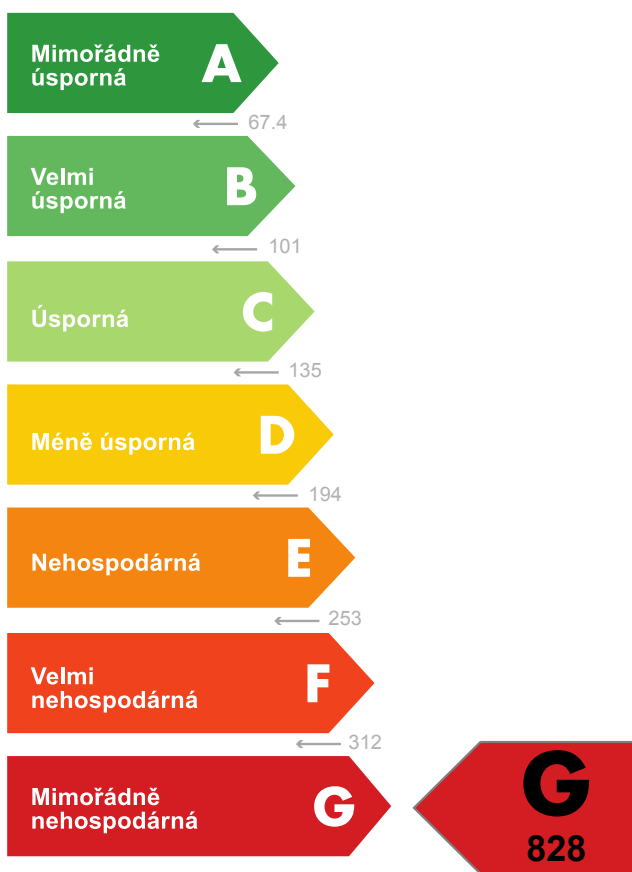 Mimořádně
úsporná A
67.4
Velmi
úsporná B
101
Úsporná C
135
Méně úsporná D
194
Nehospodárná E
253
Velmi
nehospodárná F
312
Mimořádně
nehospodárná G
G
828